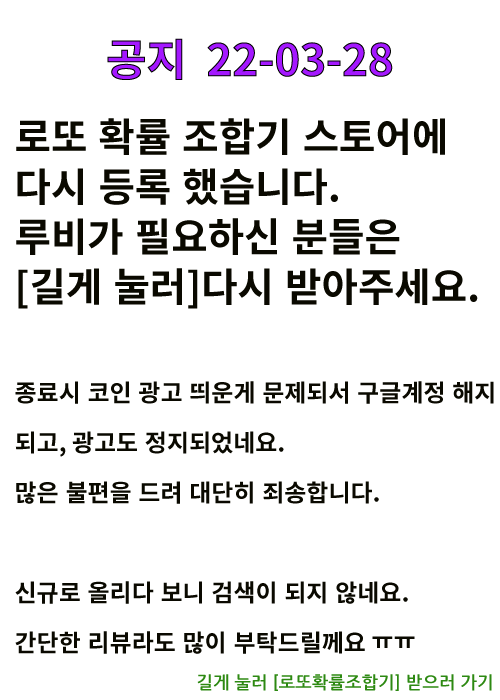 공지 22-03-28
로또 확률 조합기 스토어에
다시 등록 했습니다.
루비가 필요하신 분들은
[길게 눌러]다시 받아주세요.
종료시 코인 광고 띄운게 문제되서 구글계정 해지
되고, 광고도 정지되었네요.
많은 불편을 드려 대단히 죄송합니다.
신규로 올리다 보니 검색이 되지 않네요.
간단한 리뷰라도 많이 부탁드릴께요 ㅠㅠ
길게 눌러 [로또확률조합기] 받으러 가기